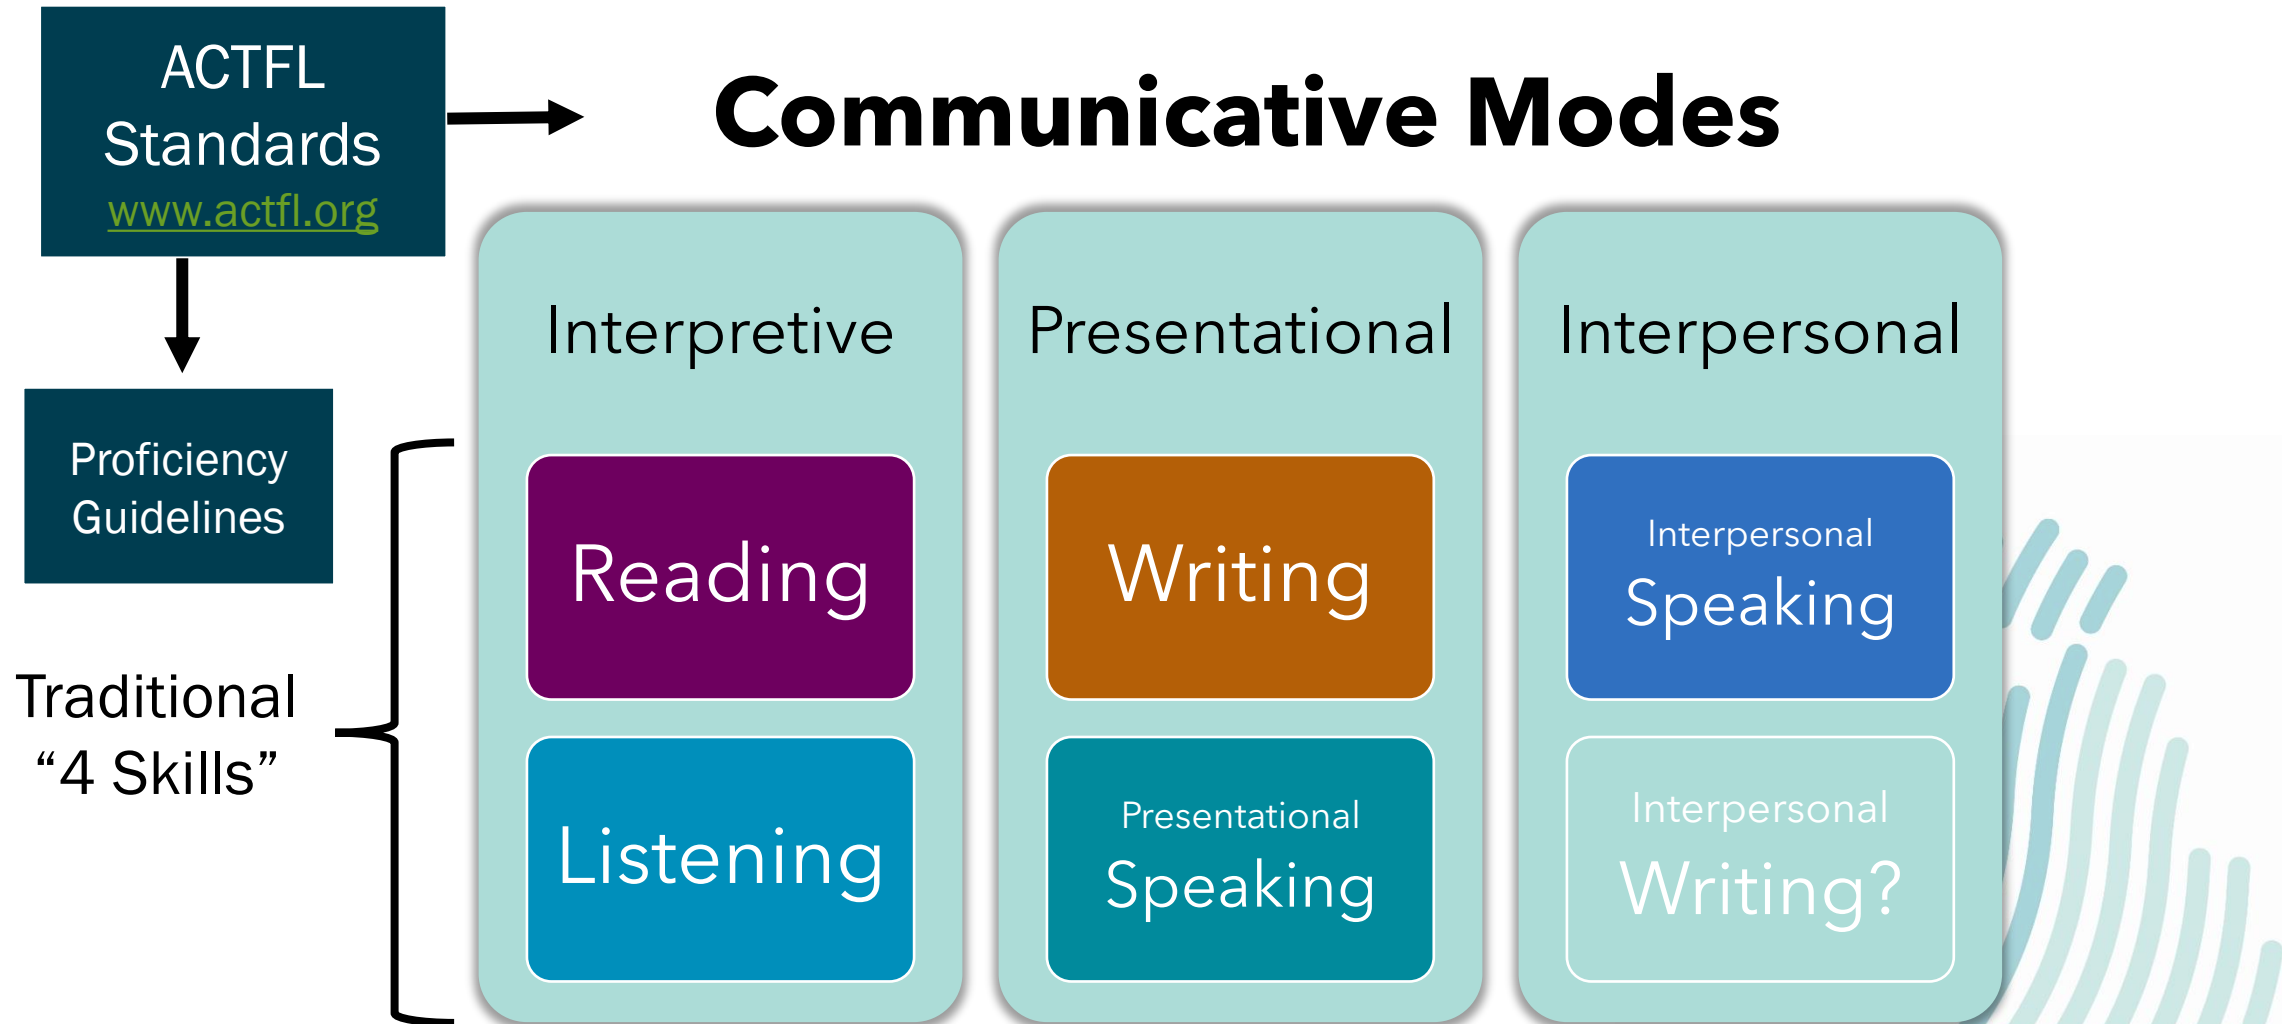 ACTFL
Standards
www.actfl.org
Communicative Modes
Proficiency
Guidelines
Traditional
“4 Skills”
Interpretive
Reading
Listening
Presentational
Writing
Presentational
Speaking
Interpersonal
Interpersonal
Speaking
Interpersonal
Writing?